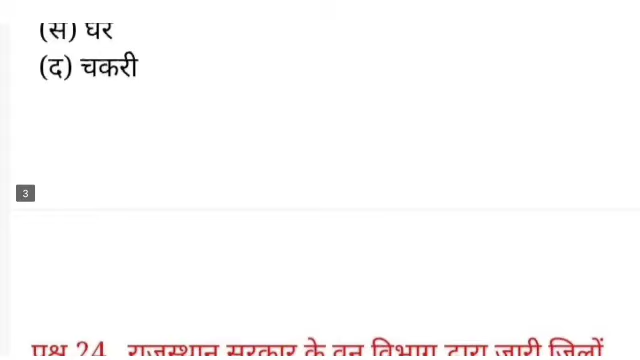 (स) घर
(द) चकरी
3
प्रश्न 24. राजस्थान सरकार के वन विभाग द्वारा जारी जिलों